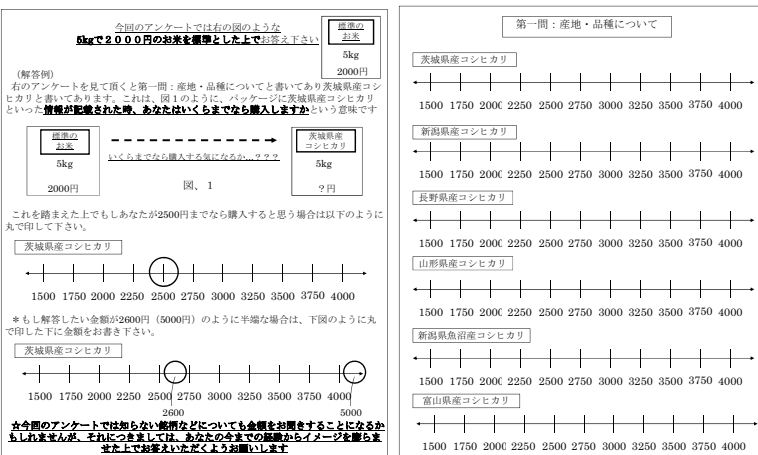 今回のアンケートでは右の図のような
5kgで２０００円のお米を標準とした上でお答え下さい
標準の
お米
5kg
2000円
（解答例）
右のアンケートを見て頂くと第一問：産地・品種についてと書いてあり茨城県産コシ
ヒカリと書いてあります。これは、図１のように、パッケージに茨城県産コシヒカリ
といった情報が記載された時、あなたはいくらまでなら購入しますかという意味です
標準の
お米
5kg
2000円
いくらまでなら購入する気になるか…？？？
図、１
茨城県産
コシヒカリ
5kg
？円
これを踏まえた上でもしあなたが2500円までなら購入すると思う場合は以下のように
丸で印して下さい。
茨城県産コシヒカリ
1500 1750 2000 2250 2500 2750 3000 3250 3500 3750 4000
＊もし解答したい金額が2600円（5000円）のように半端な場合は、下図のように丸
で印した下に金額をお書き下さい。
茨城県産コシヒカリ
1500 1750 2000 2250 2500 2750 3000 3250 3500 3750 4000
2600 5000
☆今回のアンケートでは知らない銘柄などについても金額をお聞きすることになるか
もしれませんが、それにつきましては、あなたの今までの経験からイメージを膨らま
せた上でお答えいただくようお願いします
第一問：産地・品種について
茨城県産コシヒカリ
1500 1750 2000 2250 2500 2750 3000 3250 3500 3750 4000
新潟県産コシヒカリ
1500 1750 2000 2250 2500 2750 3000 3250 3500 3750 4000
長野県産コシヒカリ
1500 1750 2000 2250 2500 2750 3000 3250 3500 3750 4000
山形県産コシヒカリ
1500 1750 2000 2250 2500 2750 3000 3250 3500 3750 4000
新潟県魚沼産コシヒカリ
1500 1750 2000 2250 2500 2750 3000 3250 3500 3750 4000
富山県産コシヒカリ
1500 1750 2000 2250 2500 2750 3000 3250 3500 3750 4000